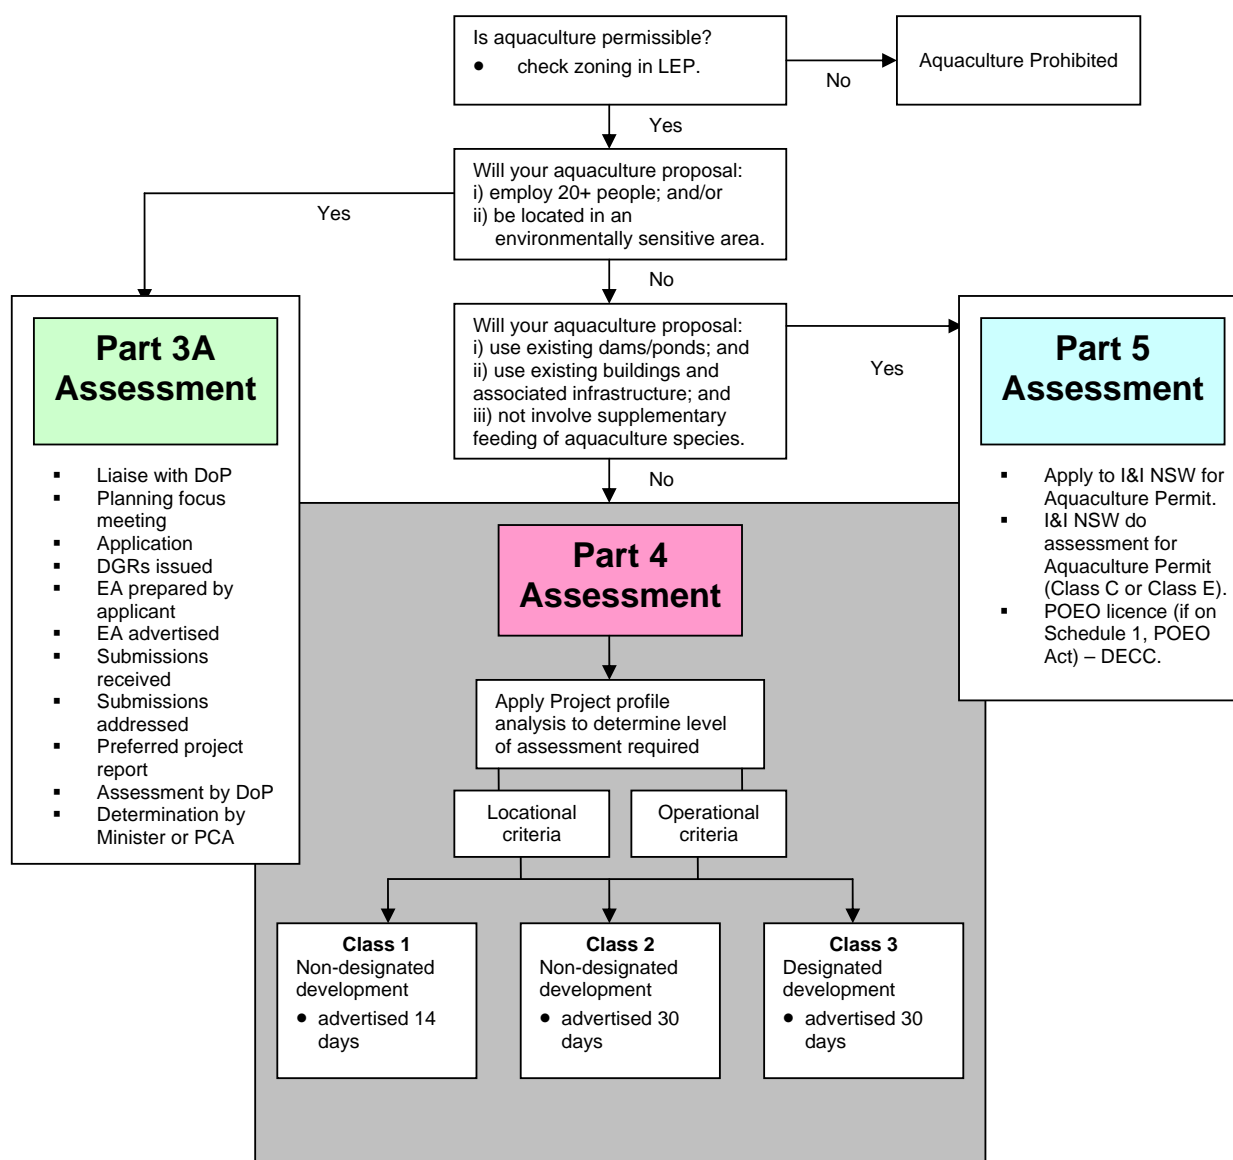 Is aquaculture permissible?
● check zoning in LEP.
No
Aquaculture Prohibited
Yes
Will your aquaculture proposal:
i) employ 20+ people; and/or
ii) be located in an
environmentally sensitive area.
Yes
No
Will your aquaculture proposal:
i) use existing dams/ponds; and
ii) use existing buildings and
associated infrastructure; and
iii) not involve supplementary
feeding of aquaculture species.
Yes
No
Part 3A
Assessment
▪ Liaise with DoP
▪ Planning focus
meeting
▪ Application
▪ DGRs issued
▪ EA prepared by
applicant
▪ EA advertised
▪ Submissions
received
▪ Submissions
addressed
▪ Preferred project
report
▪ Assessment by DoP
▪ Determination by
Minister or PCA
Part 5
Assessment
▪ Apply to I&I NSW for
Aquaculture Permit.
▪ I&I NSW do
assessment for
Aquaculture Permit
(Class C or Class E).
▪ POEO licence (if on
Schedule 1, POEO
Act) – DECC.
Part 4
Assessment
Apply Project profile
analysis to determine level
of assessment required
Locational
criteria
Operational
criteria
Class 1
Non-designated
development
● advertised 14
days
Class 2
Non-designated
development
● advertised 30
days
Class 3
Designated
development
● advertised 30
days